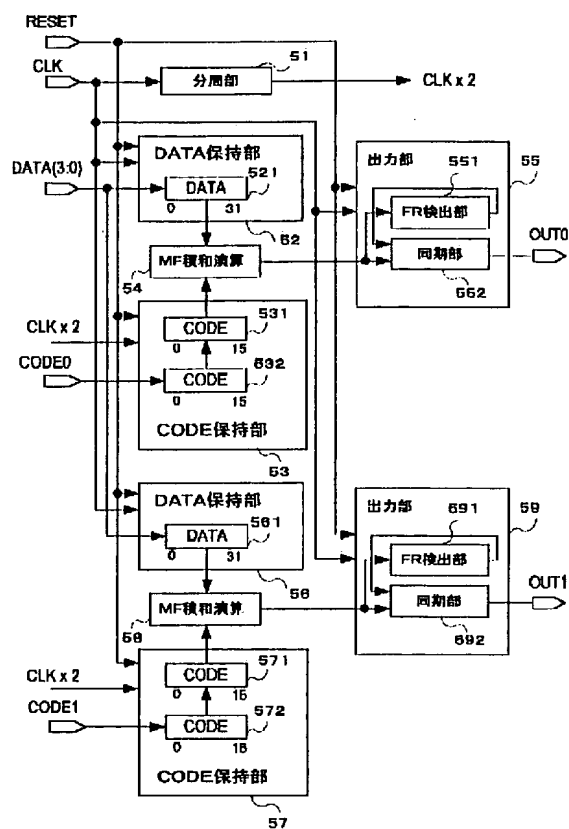 RESET
CLK
51
分周部
CLK x 2
DATA(3:0)
DATA保持部
521
DATA
0 31
52
出力部
551
55
FR検出部
同期部
552
OUT0
54
MF積和演算
531
CODE
0 15
CLK x 2
CODE0
532
CODE
0 15
CODE保持部
53
DATA保持部
561
DATA
0 31
56
出力部
591
59
FR検出部
同期部
592
OUT1
58
MF積和演算
571
CODE
0 15
CLK x 2
CODE1
572
CODE
0 15
CODE保持部
57